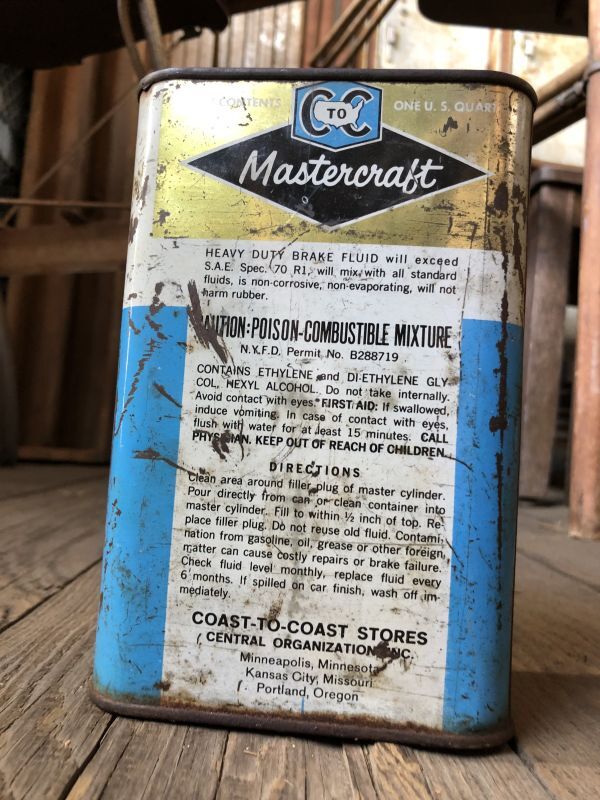 CONTENTS C TO C ONE U. S. QUART
Mastercraft
HEAVY DUTY BRAKE FLUID will exceed
S.A.E. Spec. 70 R1, will mix with all standard
fluids, is non-corrosive, non-evaporating, will not
harm rubber.
CAUTION: POISON-COMBUSTIBLE MIXTURE
N.Y.F.D. Permit No. B288719
CONTAINS ETHYLENE and DI-ETHYLENE GLY-
COL, HEXYL ALCOHOL. Do not take internally.
Avoid contact with eyes. FIRST AID: If swallowed,
induce vomiting. In case of contact with eyes,
flush with water for at least 15 minutes. CALL
PHYSICIAN. KEEP OUT OF REACH OF CHILDREN.
DIRECTIONS
Clean area around filler plug of master cylinder.
Pour directly from can or clean container into
master cylinder. Fill to within ½ inch of top. Re-
place filler plug. Do not reuse old fluid. Contami-
nation from gasoline, oil, grease or other foreign
matter can cause costly repairs or brake failure.
Check fluid level monthly, replace fluid every
6 months. If spilled on car finish, wash off im-
mediately.
COAST-TO-COAST STORES
CENTRAL ORGANIZATION, INC.
Minneapolis, Minnesota
Kansas City, Missouri
Portland, Oregon